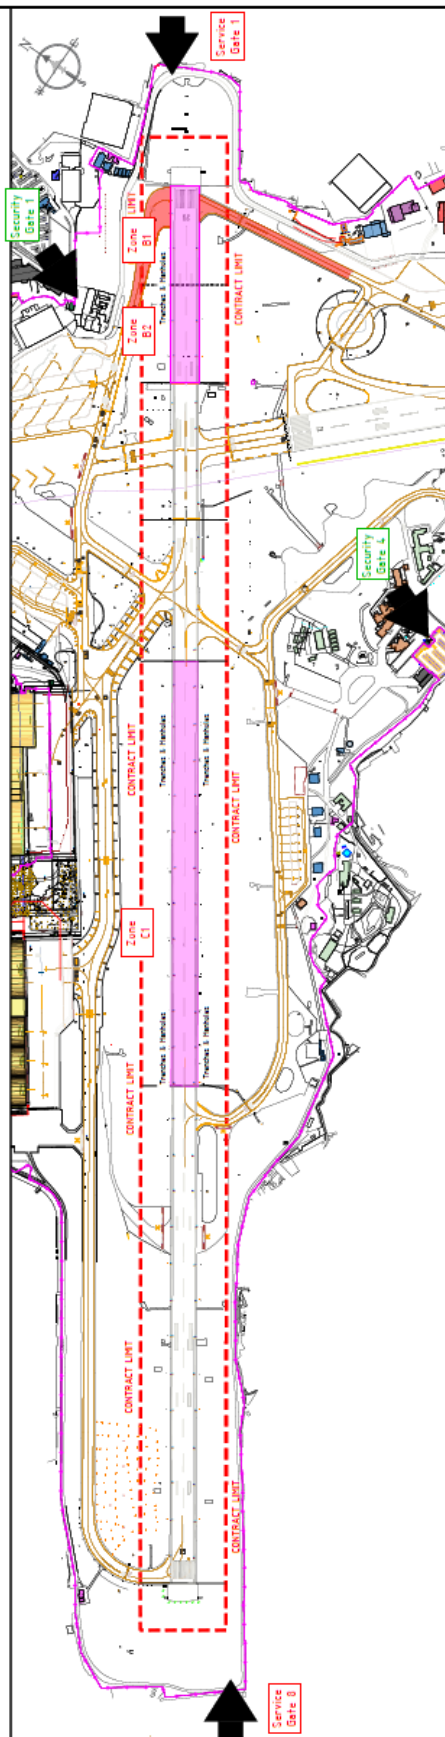 Service
Gate 1
N
Security
Gate 1
LIMIT
Zone
B1
Trenches & Manholes
CONTRACT LIMIT
Zone
B2
Security
Gate 4
CONTRACT LIMIT
Trenches & Manholes
Trenches & Manholes
CONTRACT LIMIT
Zone
C1
Trenches & Manholes
Trenches & Manholes
CONTRACT LIMIT
CONTRACT LIMIT
CONTRACT LIMIT
Service
Gate 8